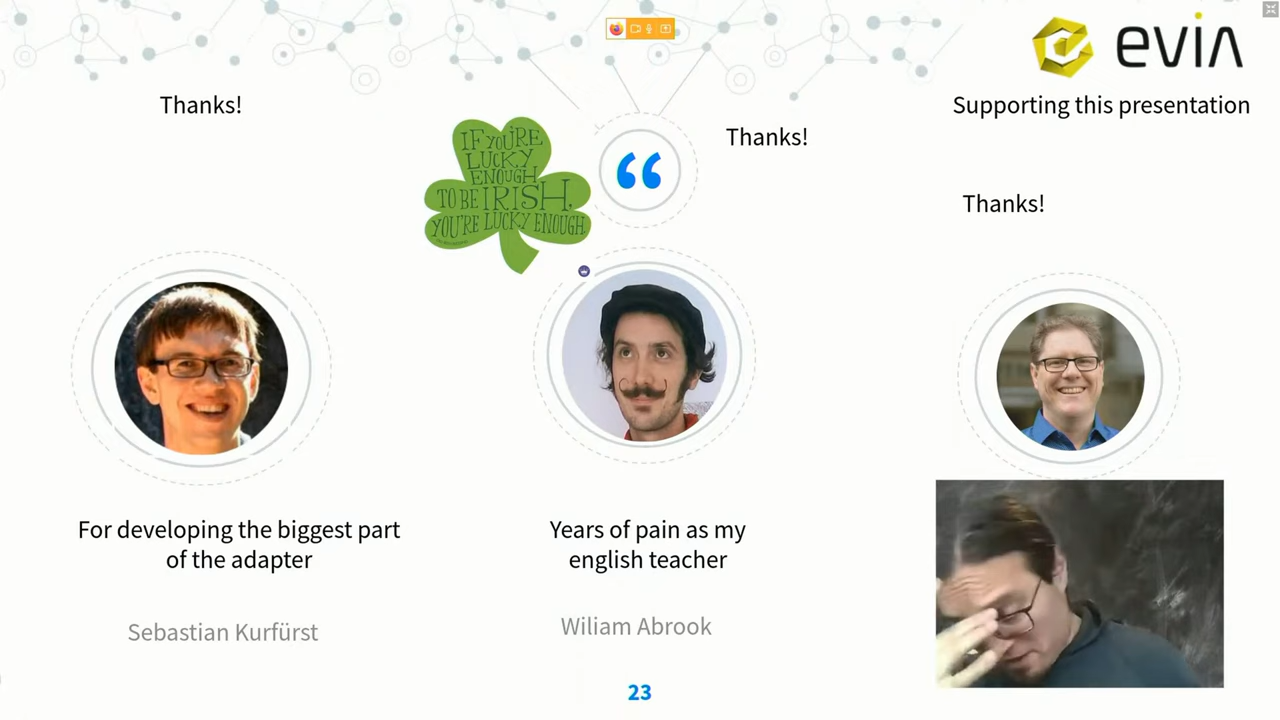 evia
Thanks!
Supporting this presentation
Thanks!
IF YOU'RE
LUCKY
ENOUGH
TO BE IRISH,
YOU'RE LUCKY ENOUGH.
“
Thanks!
For developing the biggest part
of the adapter
Years of pain as my
english teacher
Sebastian Kurfürst
Wiliam Abrook
23